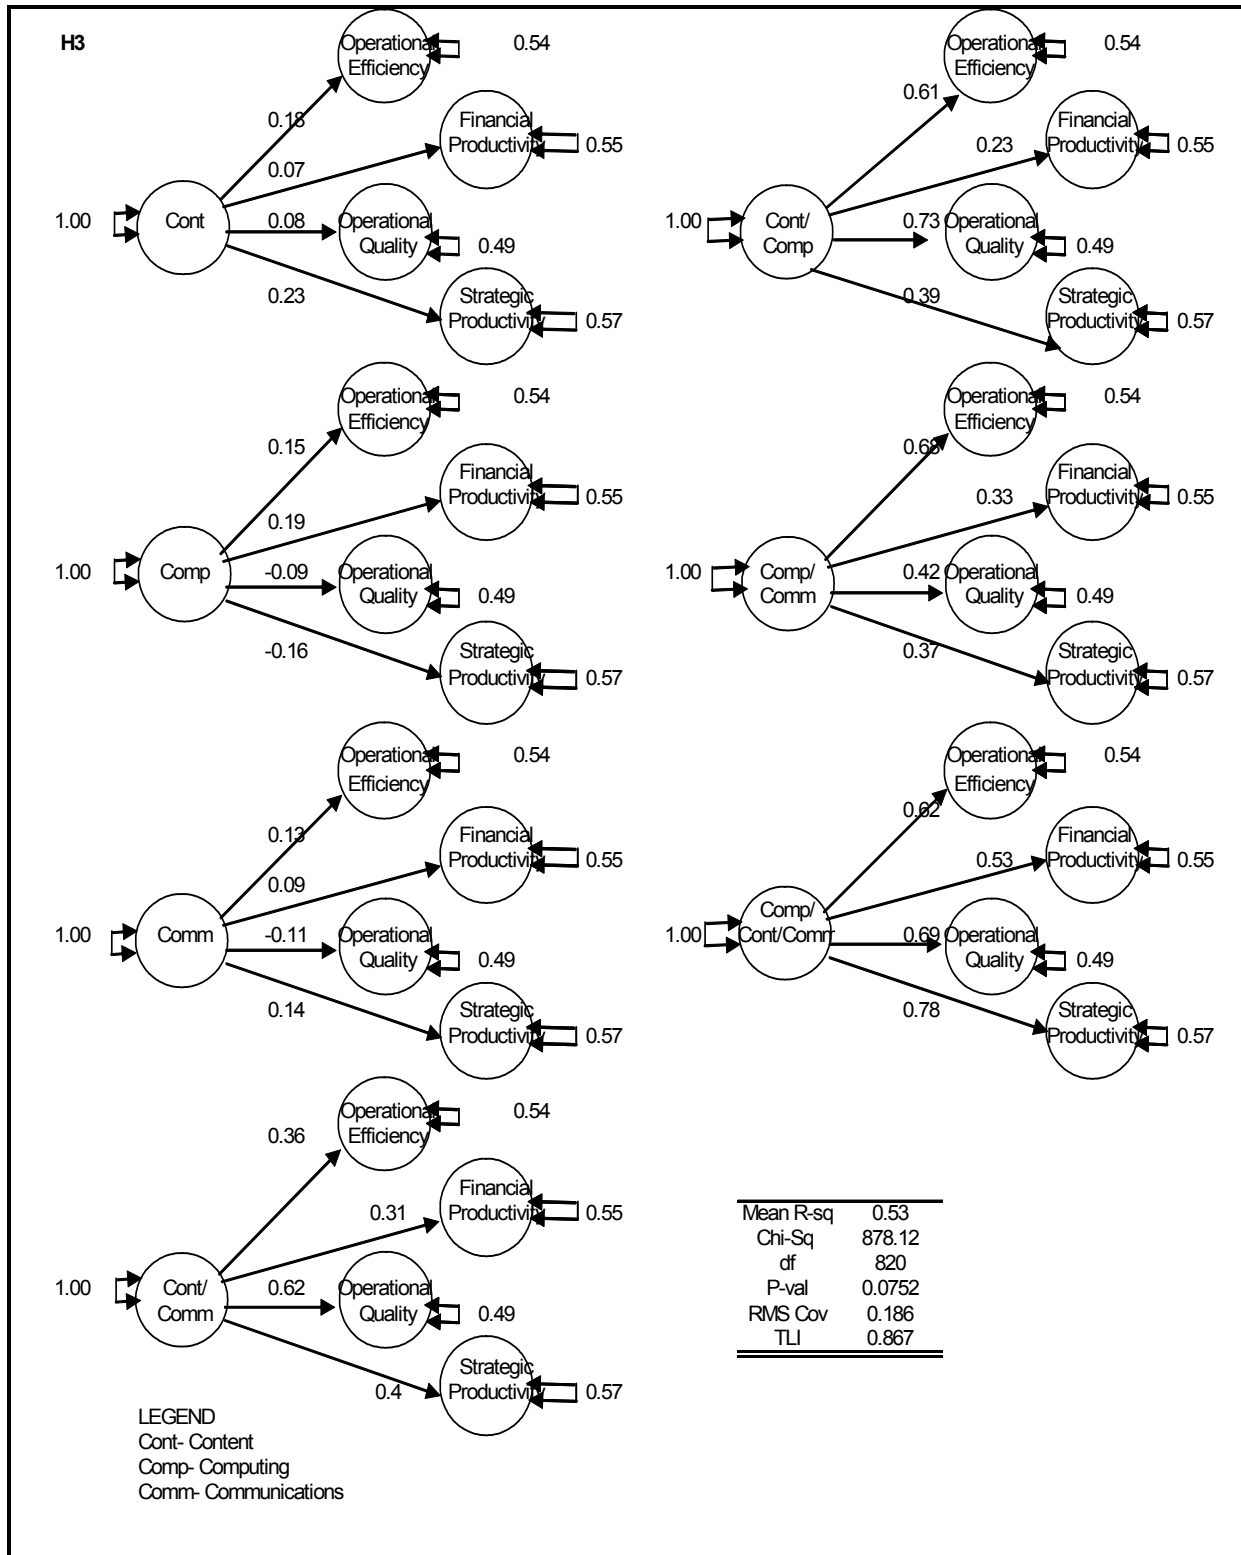 H3
Operational
Efficiency
0.54
0.18
Financial
Productivity
0.55
0.07
1.00
Cont
0.08
Operational
Quality
0.49
0.23
Strategic
Productivity
0.57
Operational
Efficiency
0.54
0.61
Financial
Productivity
0.55
0.23
1.00
Cont/
Comp
0.73
Operational
Quality
0.49
0.39
Strategic
Productivity
0.57
Operational
Efficiency
0.54
0.15
Financial
Productivity
0.55
0.19
1.00
Comp
-0.09
Operational
Quality
0.49
-0.16
Strategic
Productivity
0.57
Operational
Efficiency
0.54
0.68
Financial
Productivity
0.55
0.33
1.00
Comp/
Comm
0.42
Operational
Quality
0.49
0.37
Strategic
Productivity
0.57
Operational
Efficiency
0.54
0.13
Financial
Productivity
0.55
0.09
1.00
Comm
-0.11
Operational
Quality
0.49
0.14
Strategic
Productivity
0.57
Operational
Efficiency
0.54
0.62
Financial
Productivity
0.55
0.53
1.00
Comp/
Cont/Comm
0.69
Operational
Quality
0.49
0.78
Strategic
Productivity
0.57
Operational
Efficiency
0.54
0.36
Financial
Productivity
0.55
0.31
1.00
Cont/
Comm
0.62
Operational
Quality
0.49
0.4
Strategic
Productivity
0.57
Mean R-sq 0.53
Chi-Sq 878.12
df 820
P-val 0.0752
RMS Cov 0.186
TLI 0.867
LEGEND
Cont- Content
Comp- Computing
Comm- Communications